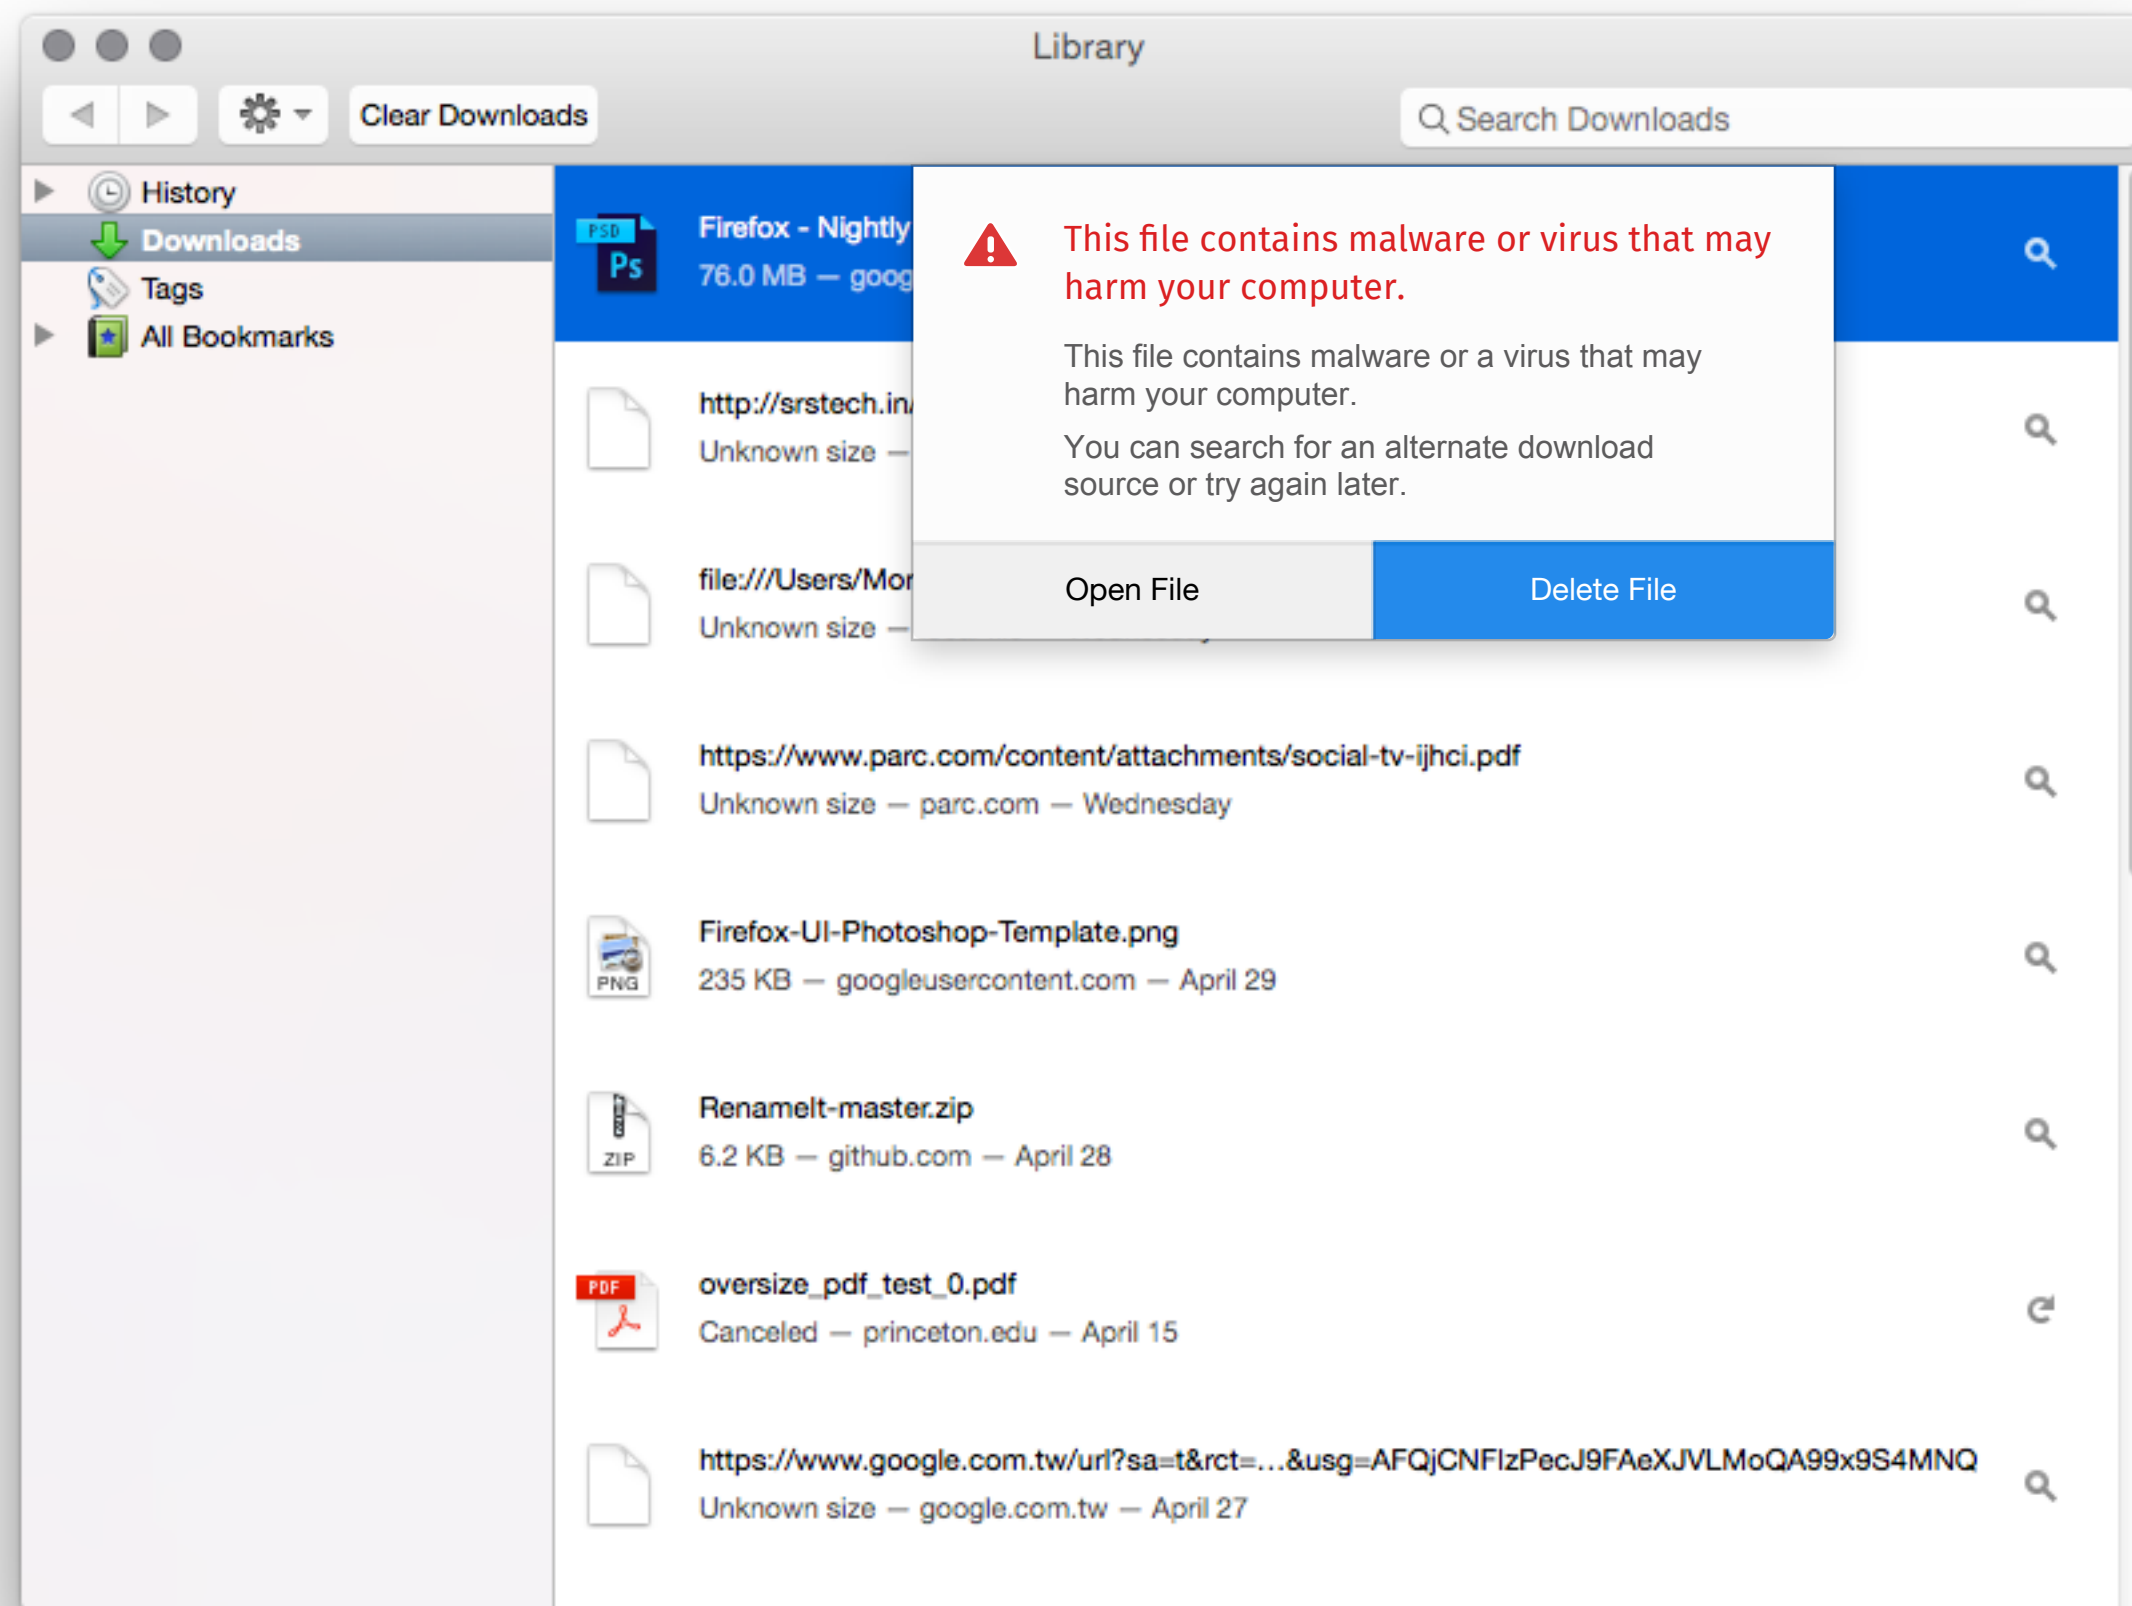 Library
Clear Downloads
Search Downloads
History
Downloads
Tags
All Bookmarks
PSD
Ps
Firefox - Nightly
76.0 MB —
This file contains malware or virus that may
harm your computer.
This file contains malware or a virus that may
harm your computer.
You can search for an alternate download
source or try again later.
Open File
Delete File
http://srstech.in/
Unknown size —
file:///Users/Mor
Unknown size —
https://www.parc.com/content/attachments/social-tv-ijhci.pdf
Unknown size — parc.com — Wednesday
PNG
Firefox-UI-Photoshop-Template.png
235 KB — googleusercontent.com — April 29
ZIP
RenameIt-master.zip
6.2 KB — github.com — April 28
PDF
oversize_pdf_test_0.pdf
Canceled — princeton.edu — April 15
https://www.google.com.tw/url?sa=t&rct=…&usg=AFQjCNFIzPecJ9FAeXJVLMoQA99x9S4MNQ
Unknown size — google.com.tw — April 27